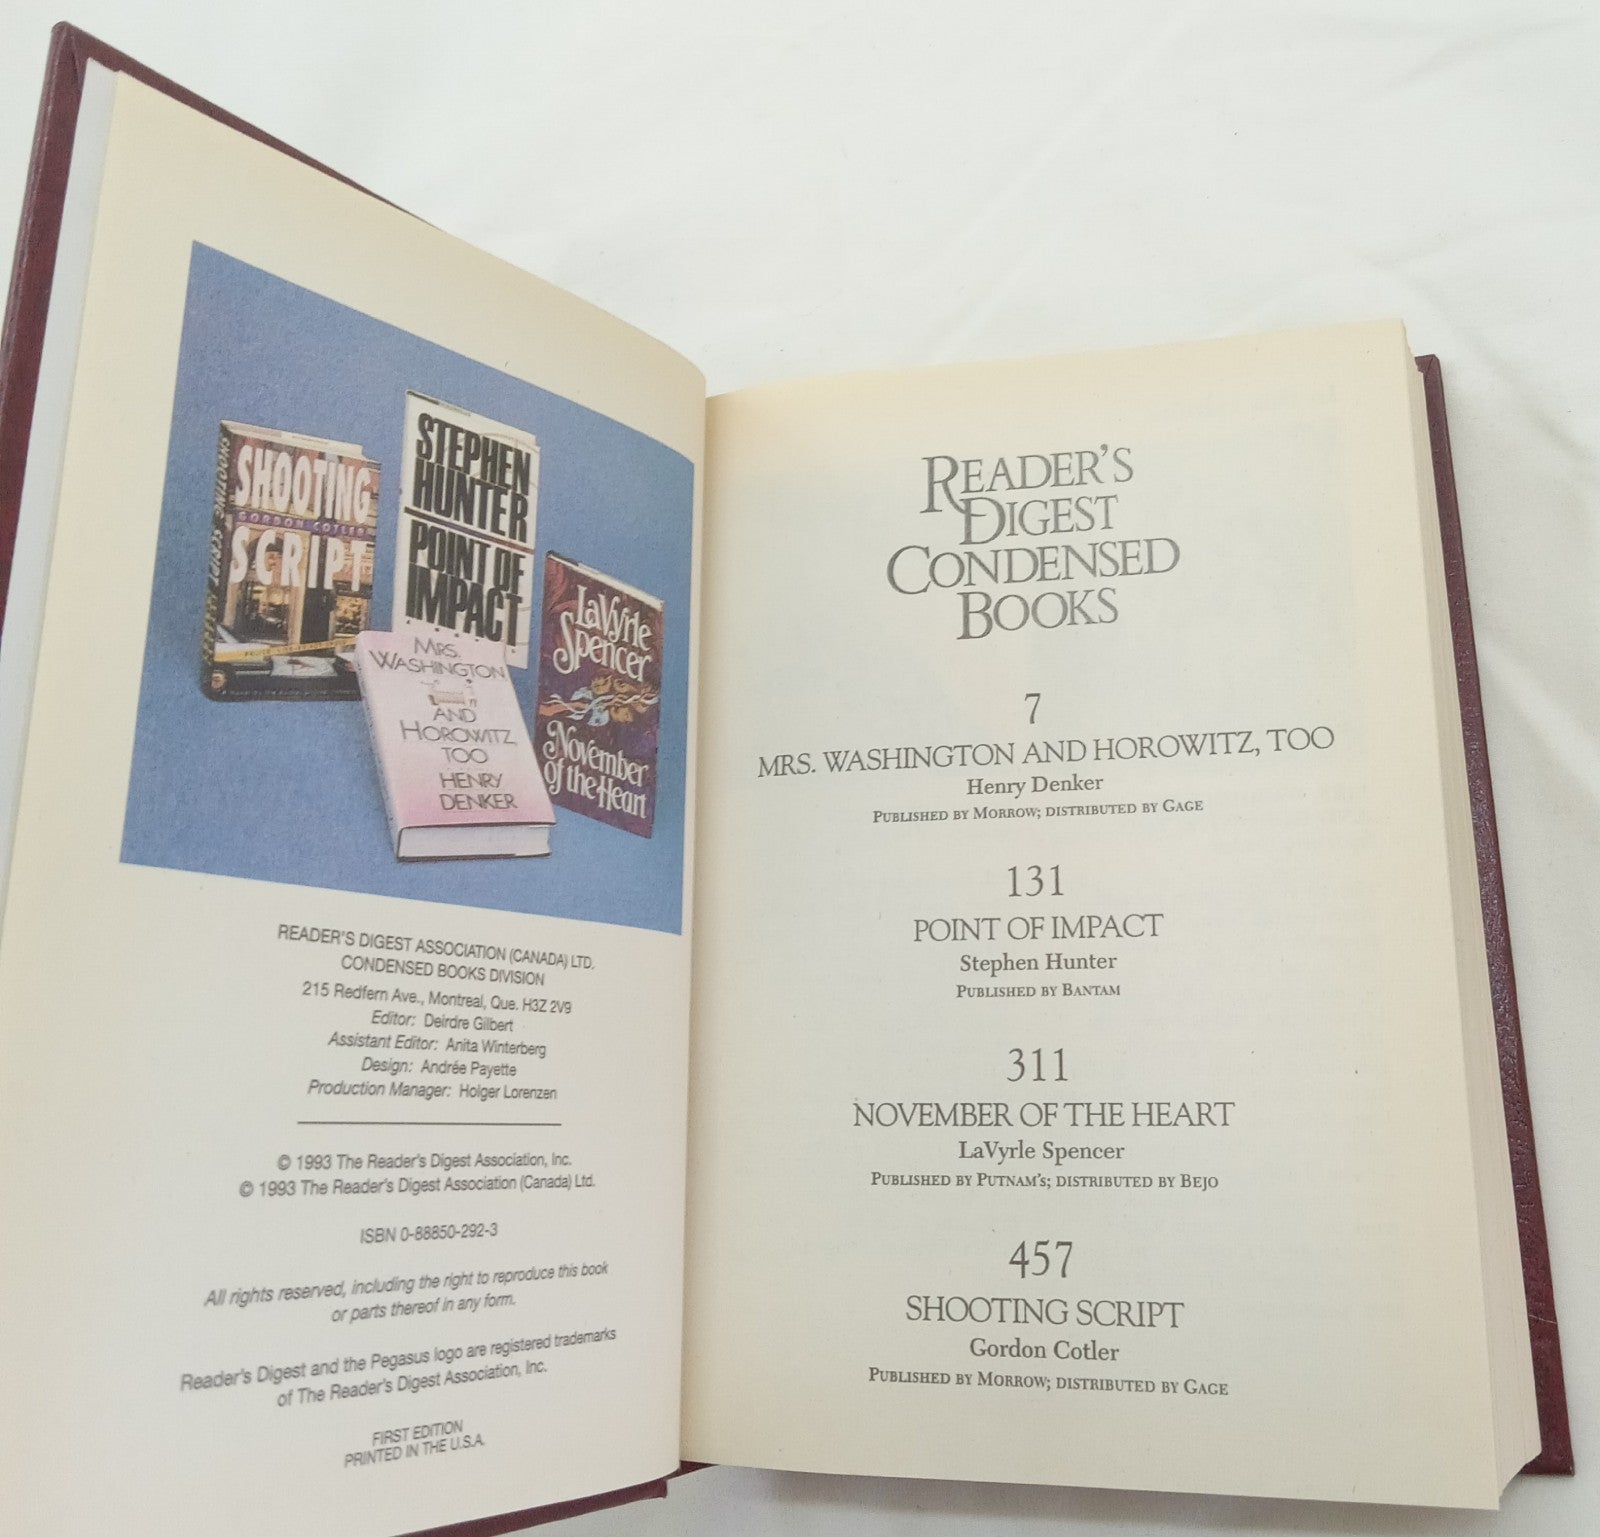 SHOOTING
GORDON COTLER
SCRIPT
STEPHEN
HUNTER
POINT OF
IMPACT
MRS.
WASHINGTON
AND
HOROWITZ,
TOO
HENRY
DENKER
LaVyrle
Spencer
November
of the Heart
READER'S DIGEST ASSOCIATION (CANADA) LTD.
CONDENSED BOOKS DIVISION
215 Redfern Ave., Montreal, Que. H3Z 2V9
Editor: Deirdre Gilbert
Assistant Editor: Anita Winterberg
Design: Andrée Payette
Production Manager: Holger Lorenzen
© 1993 The Reader's Digest Association, Inc.
© 1993 The Reader's Digest Association (Canada) Ltd.
ISBN 0-88850-292-3
All rights reserved, including the right to reproduce this book
or parts thereof in any form.
Reader's Digest and the Pegasus logo are registered trademarks
of The Reader's Digest Association, Inc.
FIRST EDITION
PRINTED IN THE U.S.A.
READER'S
DIGEST
CONDENSED
BOOKS
7
MRS. WASHINGTON AND HOROWITZ, TOO
Henry Denker
PUBLISHED BY MORROW; DISTRIBUTED BY GAGE
131
POINT OF IMPACT
Stephen Hunter
PUBLISHED BY BANTAM
311
NOVEMBER OF THE HEART
LaVyrle Spencer
PUBLISHED BY PUTNAM'S; DISTRIBUTED BY BEJO
457
SHOOTING SCRIPT
Gordon Cotler
PUBLISHED BY MORROW; DISTRIBUTED BY GAGE